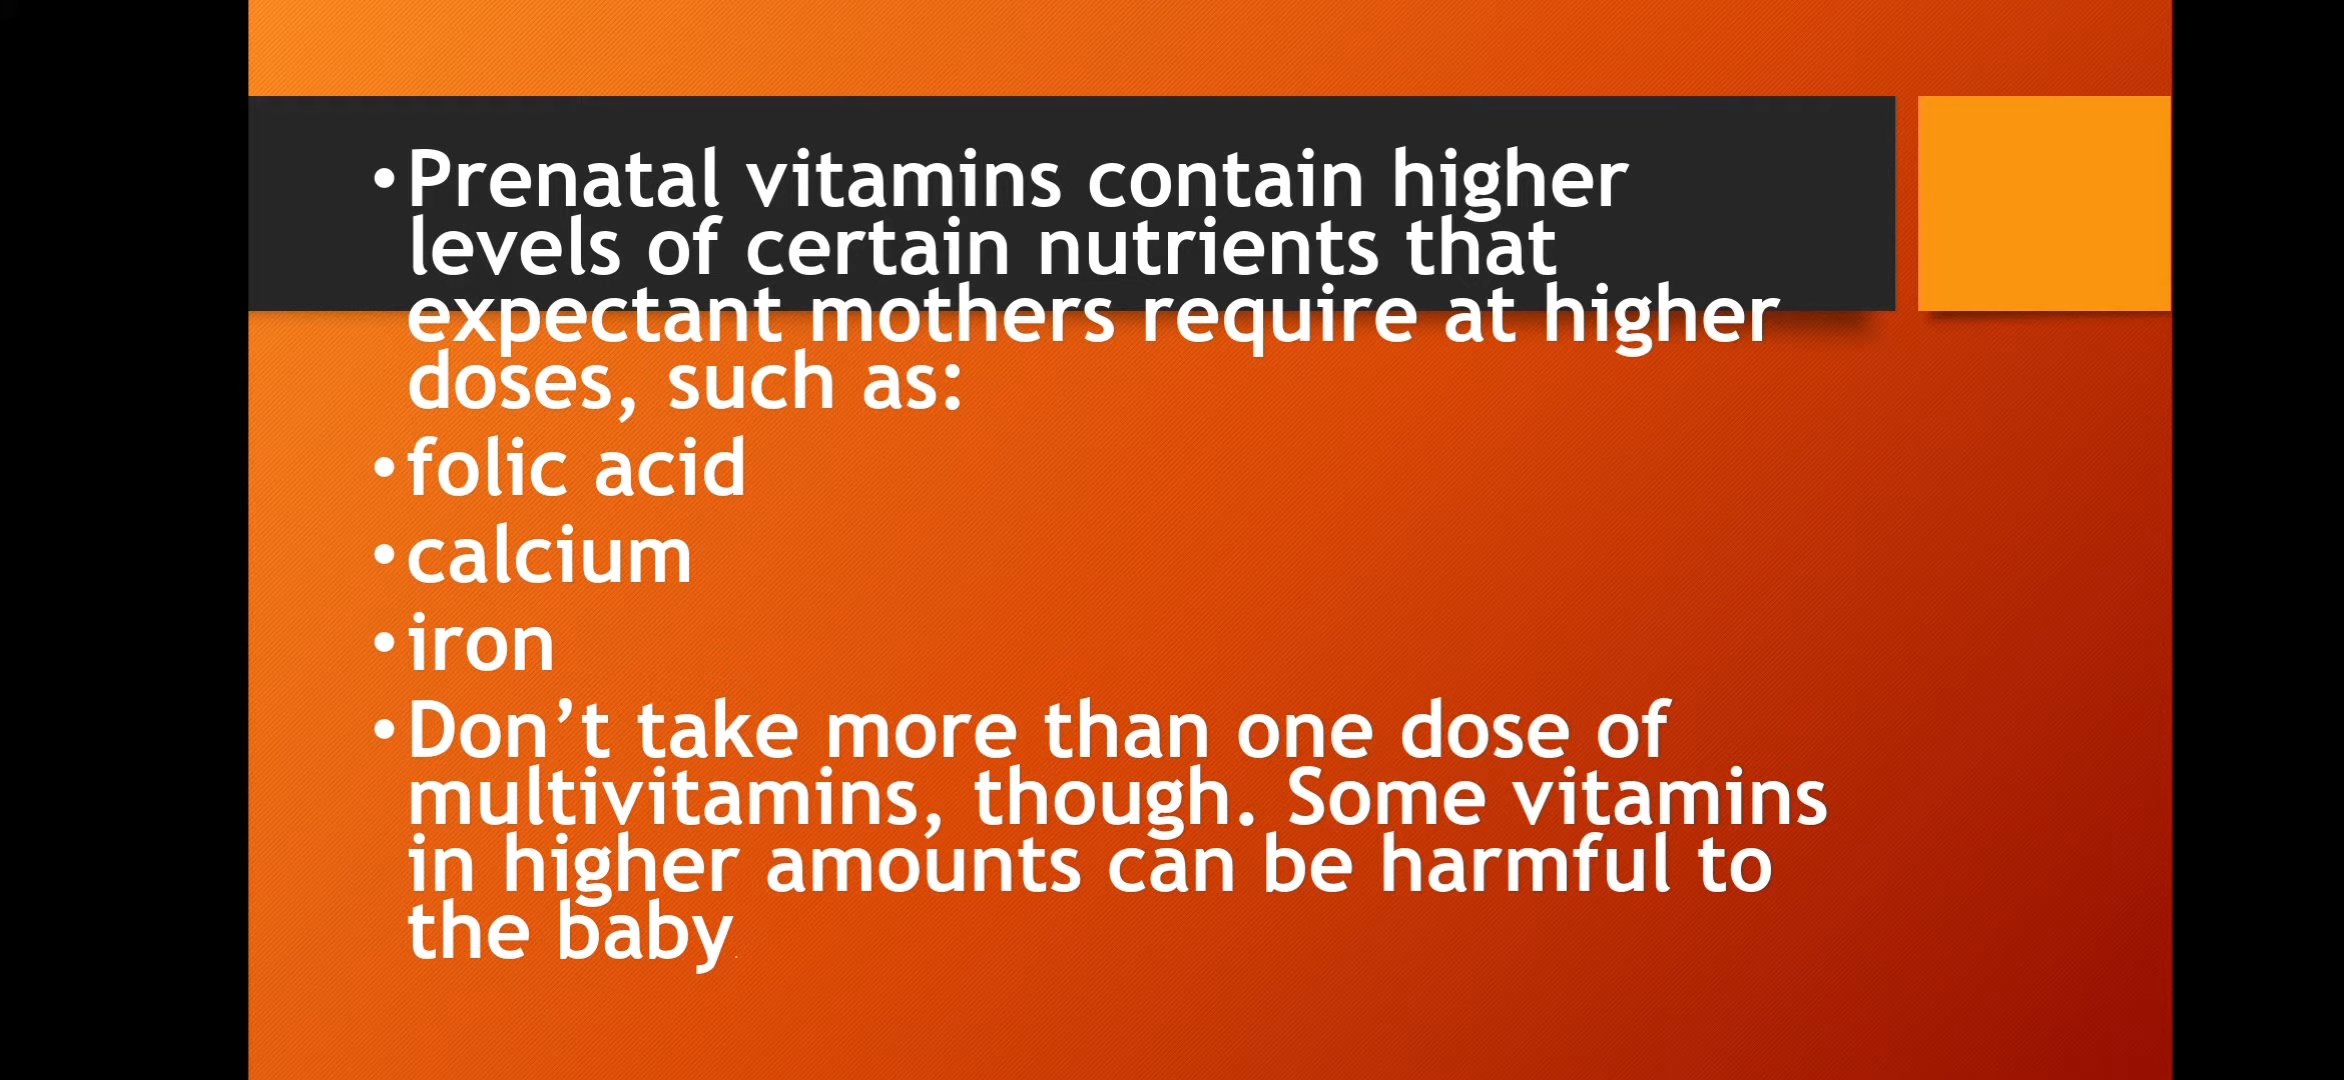 • Prenatal vitamins contain higher
levels of certain nutrients that
expectant mothers require at higher
doses, such as:
• folic acid
• calcium
• iron
• Don’t take more than one dose of
multivitamins, though. Some vitamins
in higher amounts can be harmful to
the baby.